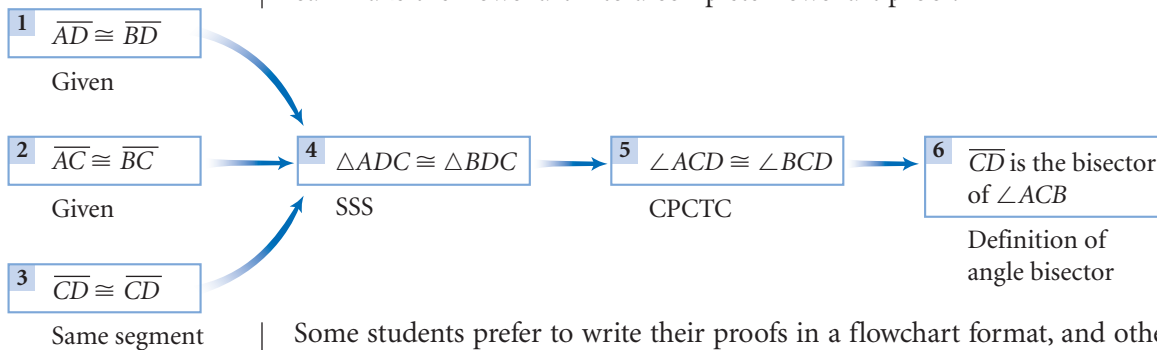 1 AD ≅ BD
Given
2 AC ≅ BC
Given
3 CD ≅ CD
Same segment
4 △ADC ≅ △BDC
SSS
5 ∠ACD ≅ ∠BCD
CPCTC
6 CD is the bisector
of ∠ACB
Definition of
angle bisector
Some students prefer to write their proofs in a flowchart format, and othe